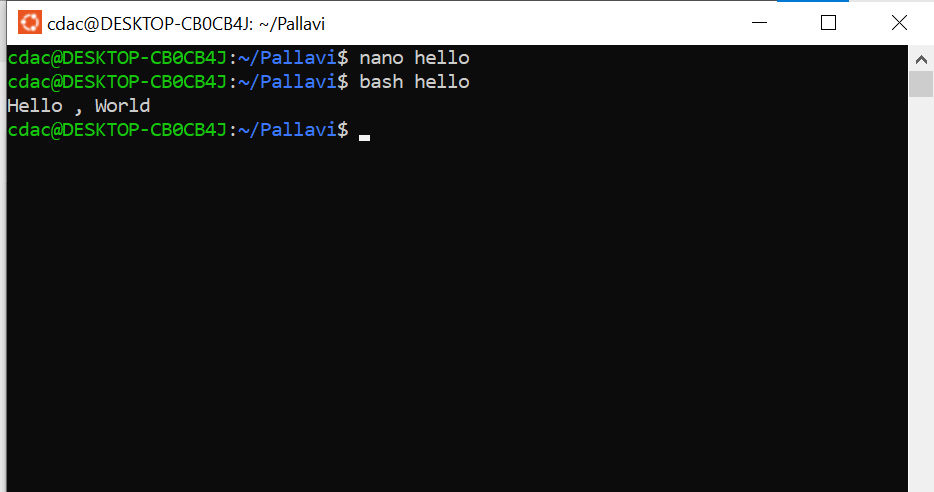 cdac@DESKTOP-CB0CB4J: ~/Pallavi
cdac@DESKTOP-CB0CB4J:~/Pallavi$ nano hello
cdac@DESKTOP-CB0CB4J:~/Pallavi$ bash hello
Hello , World
cdac@DESKTOP-CB0CB4J:~/Pallavi$